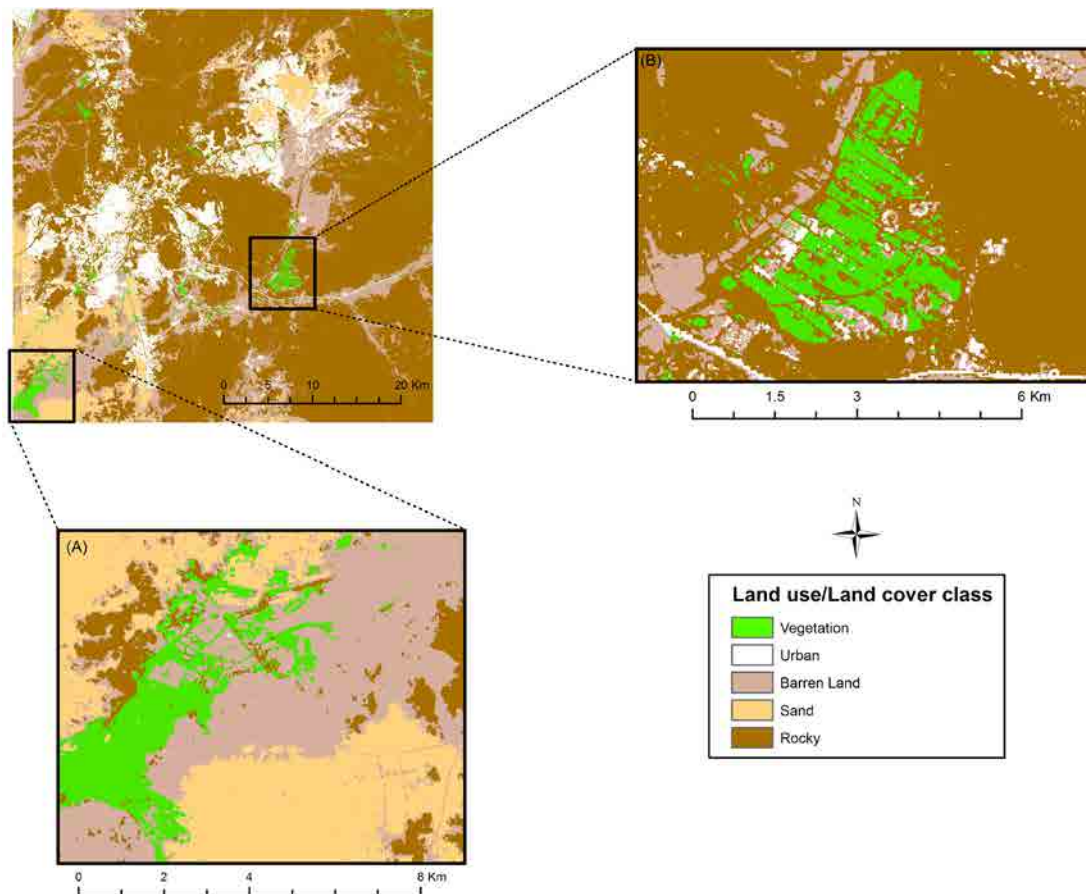 (B)
0 5 10 20 Km
0 1.5 3 6 Km
(A)
N
Land use/Land cover class
Vegetation
Urban
Barren Land
Sand
Rocky
0 2 4 8 Km